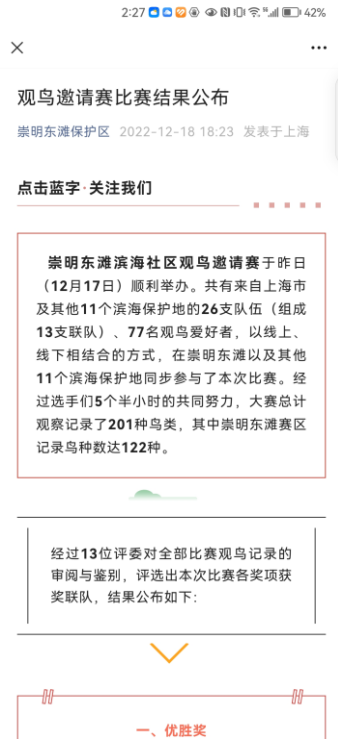 2:27 42%
观鸟邀请赛比赛结果公布
崇明东滩保护区 2022-12-18 18:23 发表于上海
点击蓝字·关注我们
崇明东滩滨海社区观鸟邀请赛于昨日
（12月17日）顺利举办。共有来自上海市
及其他11个滨海保护地的26支队伍（组成
13支联队）、77名观鸟爱好者，以线上、
线下相结合的方式，在崇明东滩以及其他
11个滨海保护地同步参与了本次比赛。经
过选手们5个半小时的共同努力，大赛总计
观察记录了201种鸟类，其中崇明东滩赛区
记录鸟种数达122种。
经过13位评委对全部比赛观鸟记录的
审阅与鉴别，评选出本次比赛各奖项获
奖联队，结果公布如下：
一、优胜奖